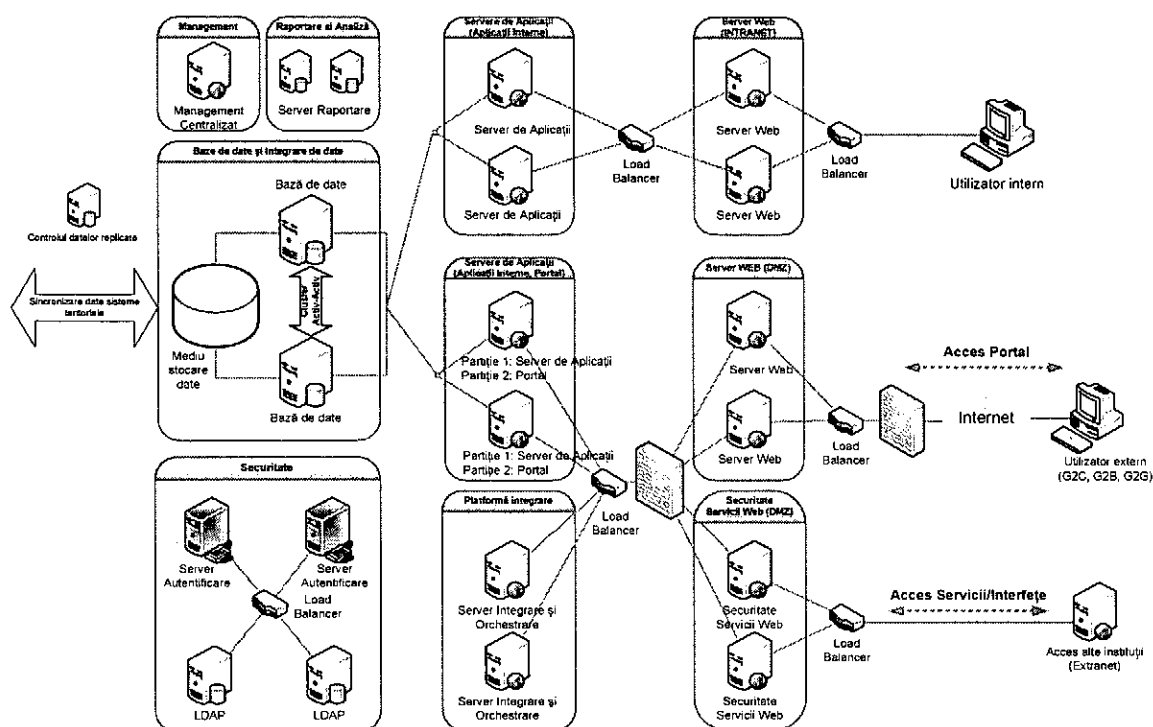 Management
Management
Centralizat
Raportare si Analiză
Server Raportare
Baze de date și Integrare de date
Bază de date
Cluster
Activ-Activ
Mediu
stocare
date
Bază de date
Controlul datelor replicate
Sincronizare date sisteme
teritoriale
Securitate
Server
Autentificare
Server
Autentificare
Load
Balancer
LDAP
LDAP
Servere de Aplicații
(Aplicații Interne)
Server de Aplicații
Server de Aplicații
Load
Balancer
Server Web
(INTRANET)
Server Web
Server Web
Load
Balancer
Utilizator intern
Servere de Aplicații
(Aplicații Interne, Portal)
Partiție 1: Server de Aplicații
Partiție 2: Portal
Partiție 1: Server de Aplicații
Partiție 2: Portal
Load
Balancer
Server WEB (DMZ)
Server Web
Server Web
Load
Balancer
Acces Portal
Internet
Utilizator extern
(G2C, G2B, G2G)
Platformă integrare
Server Integrare și
Orchestrare
Server Integrare și
Orchestrare
Securitate
Servicii Web (DMZ)
Securitate
Servicii Web
Securitate
Servicii Web
Load
Balancer
Acces Servicii/Interfețe
Acces alte instituții
(Extranet)